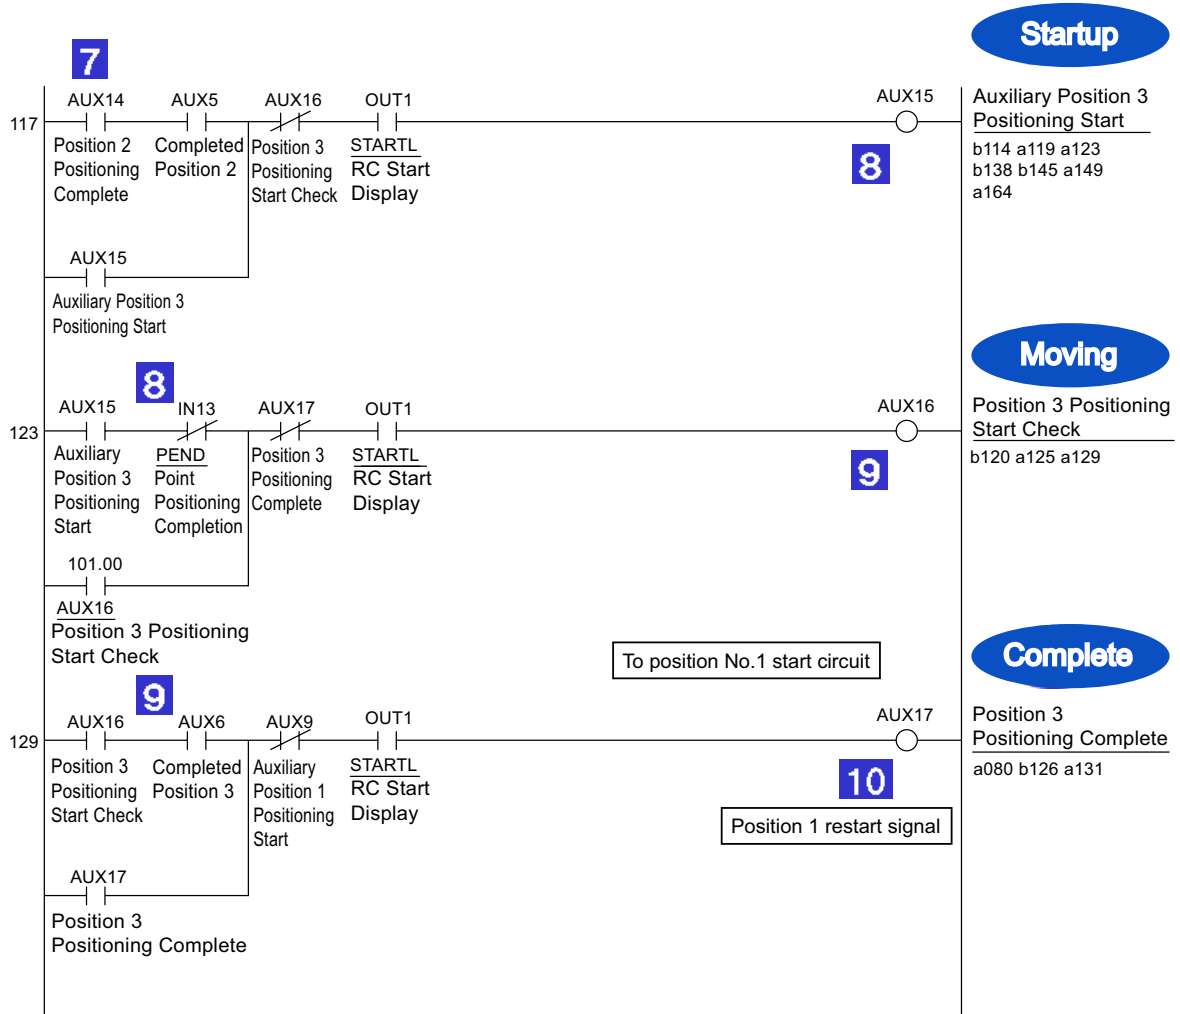 Startup
7
AUX14 AUX5 AUX16 OUT1 AUX15
117
Position 2
Positioning
Complete
Completed
Position 2
Position 3
Positioning
Start Check
STARTL
RC Start
Display
8
Auxiliary Position 3
Positioning Start
b114 a119 a123
b138 b145 a149
a164
AUX15
Auxiliary Position 3
Positioning Start
Moving
8
AUX15 IN13 AUX17 OUT1 AUX16
123
Auxiliary
Position 3
Positioning
Start
PEND
Point
Positioning
Completion
Position 3
Positioning
Complete
STARTL
RC Start
Display
9
Position 3 Positioning
Start Check
b120 a125 a129
101.00
AUX16
Position 3 Positioning
Start Check
To position No.1 start circuit
Complete
9
AUX16 AUX6 AUX9 OUT1 AUX17
129
Position 3
Positioning
Start Check
Completed
Position 3
Auxiliary
Position 1
Positioning
Start
STARTL
RC Start
Display
10
Position 1 restart signal
Position 3
Positioning Complete
a080 b126 a131
AUX17
Position 3
Positioning Complete